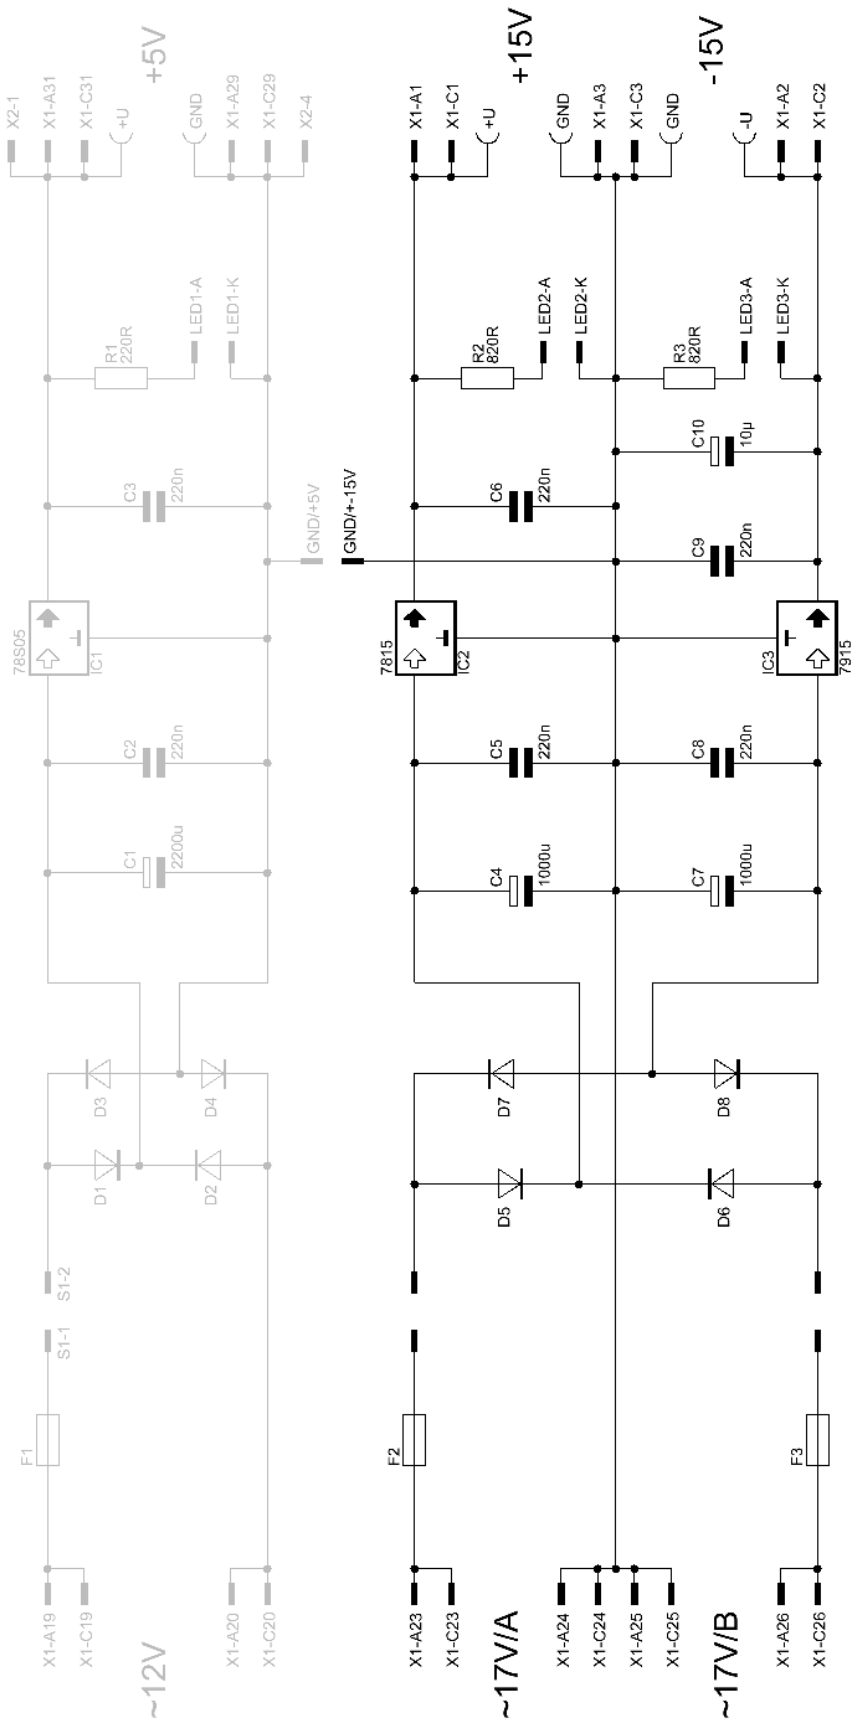 ~12V
X1-A19
X1-C19
X1-A20
X1-C20
F1
S1-1
S1-2
D1
D2
D3
D4
C1
2200u
C2
220n
78S05
IC1
C3
220n
GND/+5V
R1
220R
LED1-A
LED1-K
X2-1
X1-A31
X1-C31
+U
GND
X1-A29
X1-C29
X2-4
+5V
~17V/A
X1-A23
X1-C23
X1-A24
X1-C24
X1-A25
X1-C25
~17V/B
X1-A26
X1-C26
F2
F3
D5
D6
D7
D8
C4
1000u
C7
1000u
C5
220n
C8
220n
7815
IC2
IC3
7915
GND/+-15V
C6
220n
C9
220n
C10
10µ
R2
820R
LED2-A
LED2-K
R3
820R
LED3-A
LED3-K
X1-A1
X1-C1
+U
GND
X1-A3
X1-C3
GND
-U
X1-A2
X1-C2
+15V
-15V